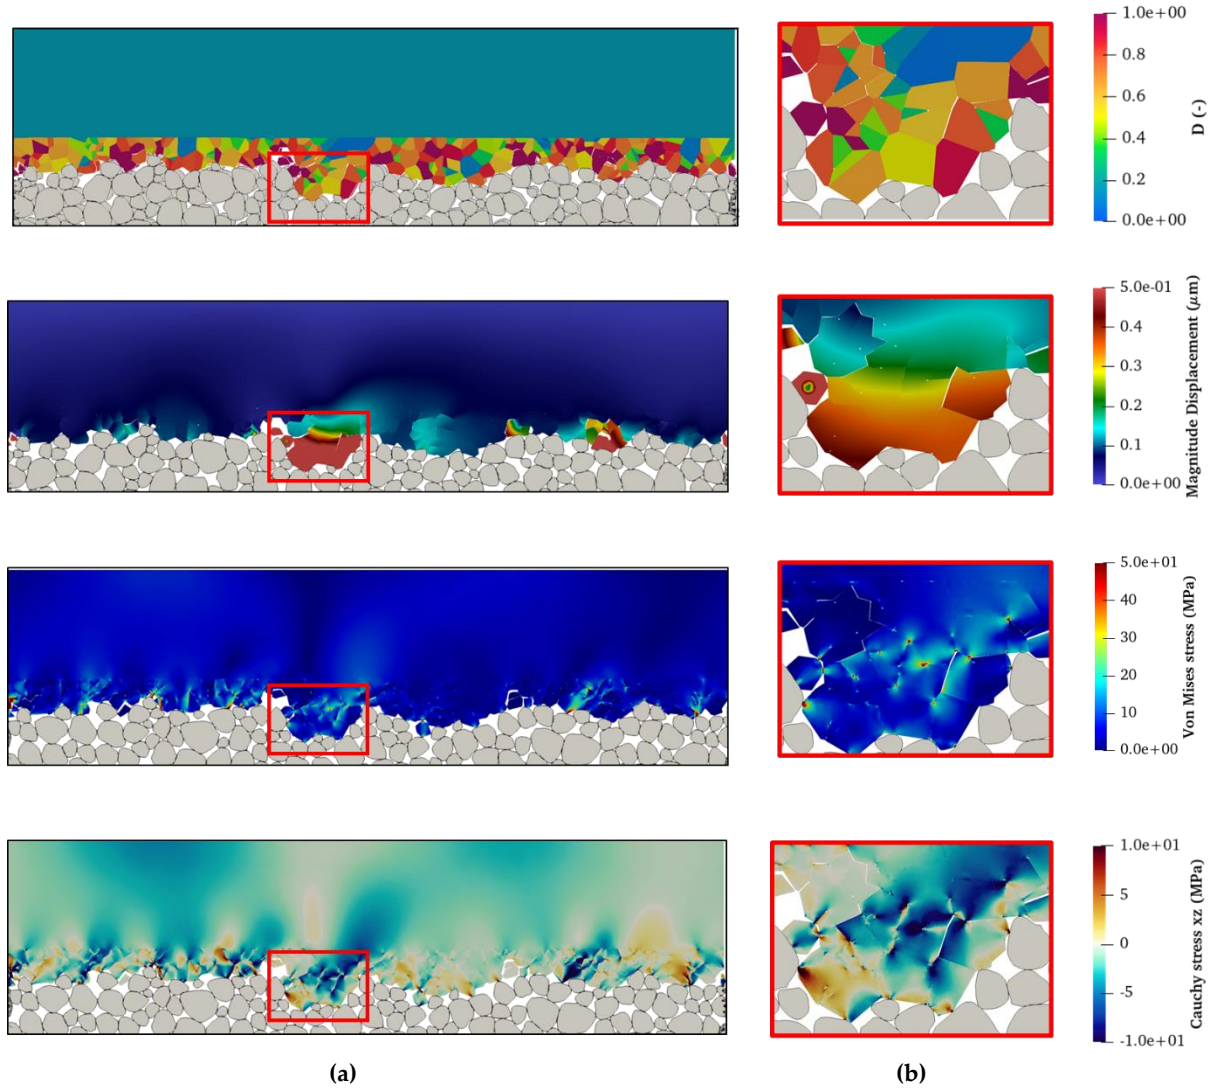 1.0e+00
0.8
0.6
0.4
0.2
0.0e+00
D (-)
5.0e-01
0.4
0.3
0.2
0.1
0.0e+00
Magnitude Displacement (μm)
5.0e+01
40
30
20
10
0.0e+00
Von Mises stress (MPa)
1.0e+01
5
0
-5
-1.0e+01
Cauchy stress xz (MPa)
(a) (b)